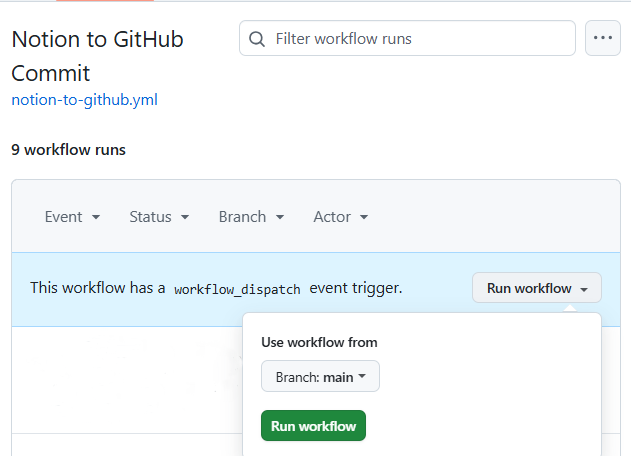 Notion to GitHub
Commit
Filter workflow runs
notion-to-github.yml
9 workflow runs
Event Status Branch Actor
This workflow has a workflow_dispatch event trigger.
Run workflow
Use workflow from
Branch: main
Run workflow